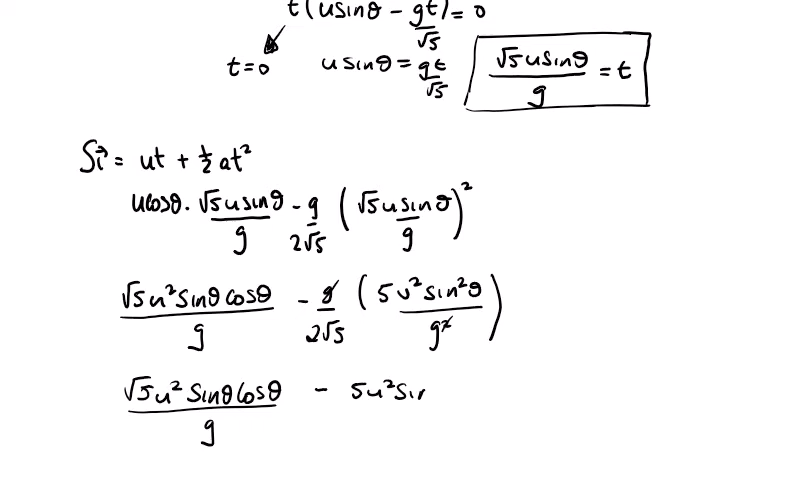 t(usinθ - gt/√5) = 0
t=0 usinθ = gt/√5 √5usinθ/g = t
Si⃗ = ut + ½at²
ucosθ · √5usinθ/g - g/2√5 (√5usinθ/g)²
√5u²sinθcosθ/g - g/2√5 (5u²sin²θ/g²)
√5u²sinθcosθ/g - 5u²sin